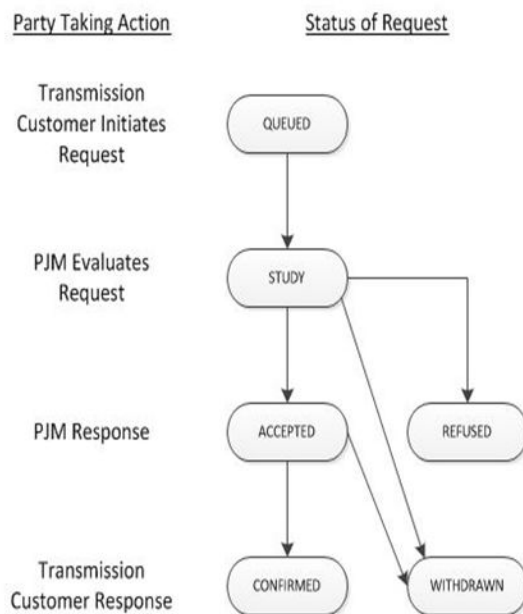 Party Taking Action
Status of Request
Transmission
Customer Initiates
Request
QUEUED
PJM Evaluates
Request
STUDY
PJM Response
ACCEPTED
REFUSED
Transmission
Customer Response
CONFIRMED
WITHDRAWN